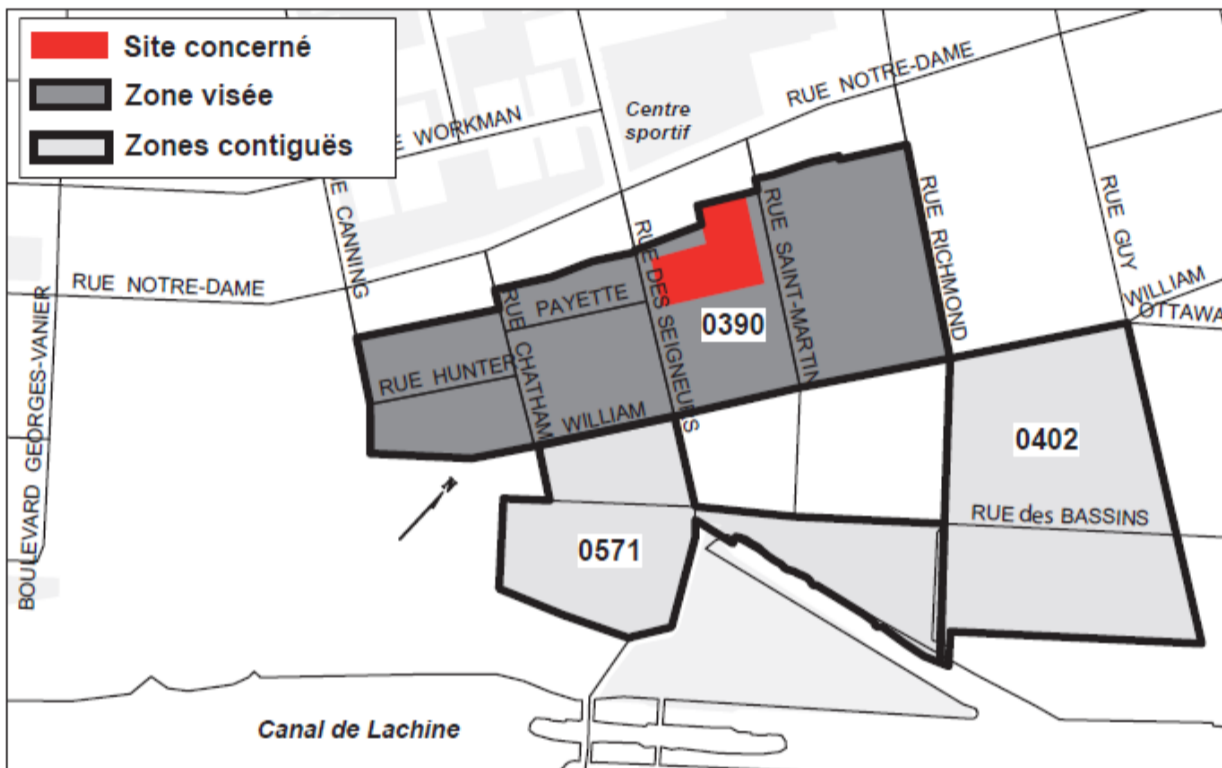 Site concerné
Zone visée
Zones contiguës
WORKMAN
Centre
sportif
RUE NOTRE-DAME
CANNING
RUE NOTRE-DAME
BOULEVARD GEORGES-VANIER
RUE HUNTER
RUE CHATHAM
PAYETTE
RUE DES SEIGNEURS
WILLIAM
0390
RUE SAINT-MARTIN
RUE RICHMOND
RUE GUY
WILLIAM
OTTAWA
0402
RUE des BASSINS
0571
N
Canal de Lachine